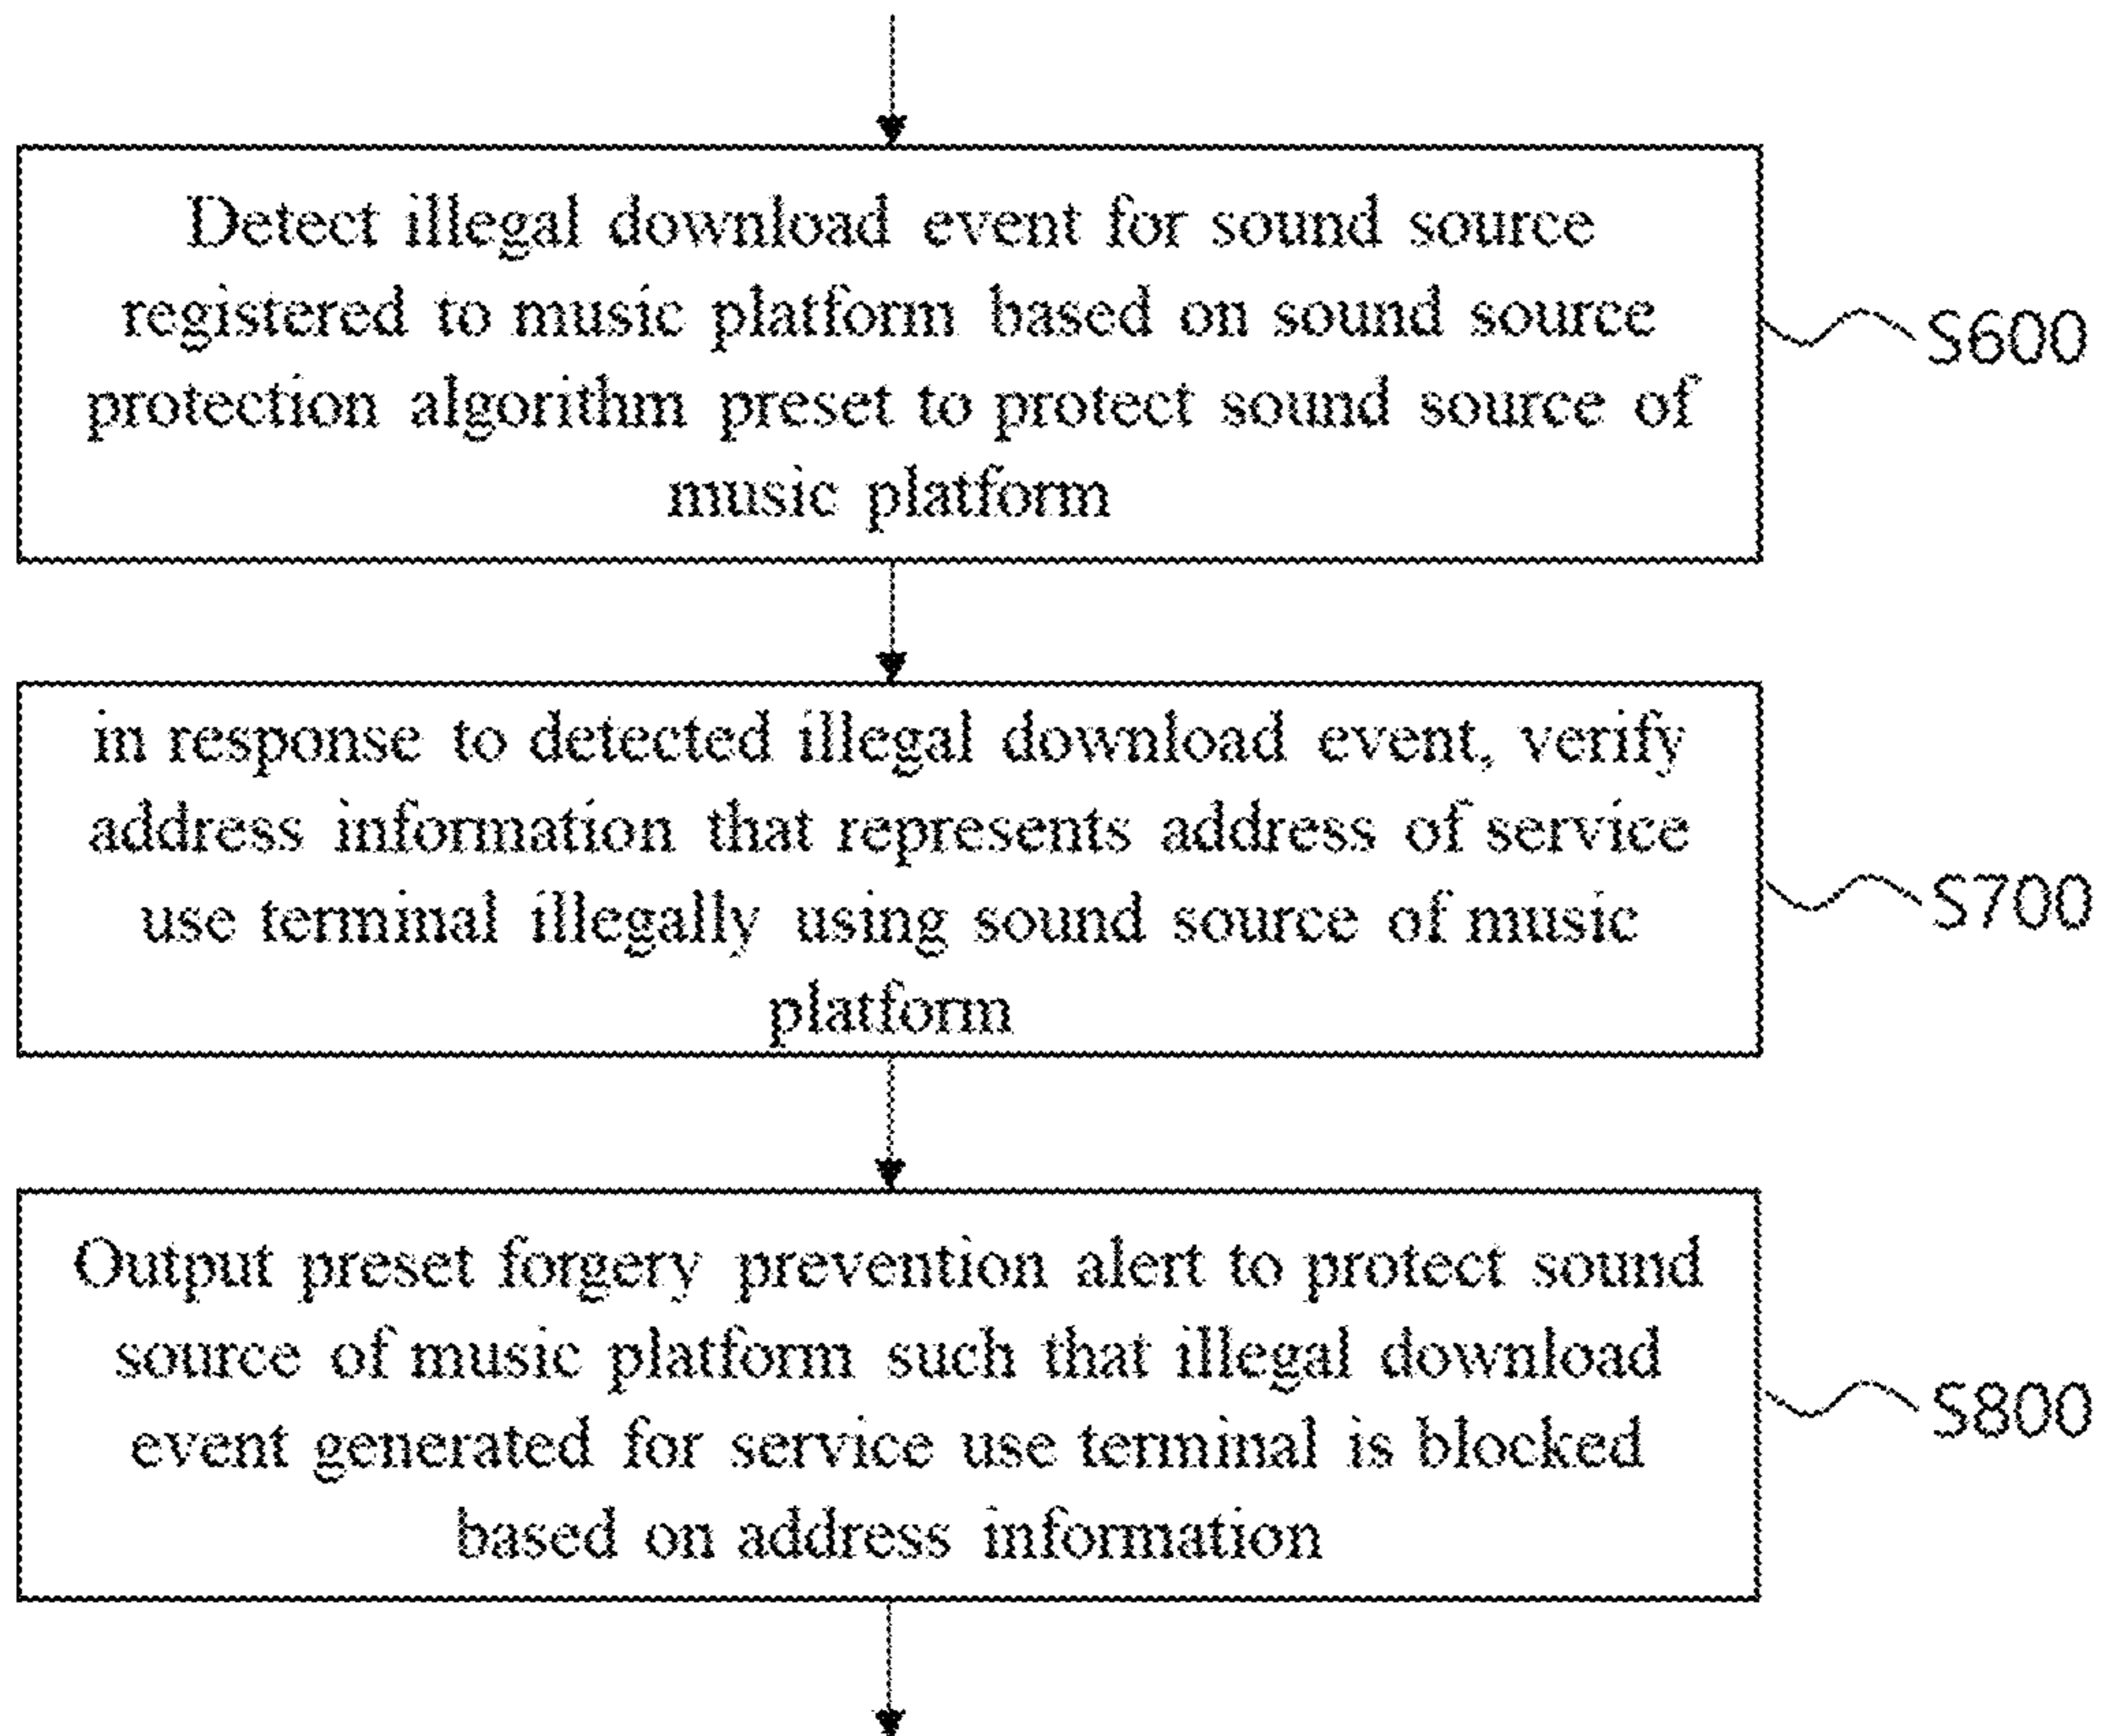 Detect illegal download event for sound source
registered to music platform based on sound source
protection algorithm preset to protect sound source of
music platform
S600
in response to detected illegal download event, verify
address information that represents address of service
use terminal illegally using sound source of music
platform
S700
Output preset forgery prevention alert to protect sound
source of music platform such that illegal download
event generated for service use terminal is blocked
based on address information
S800